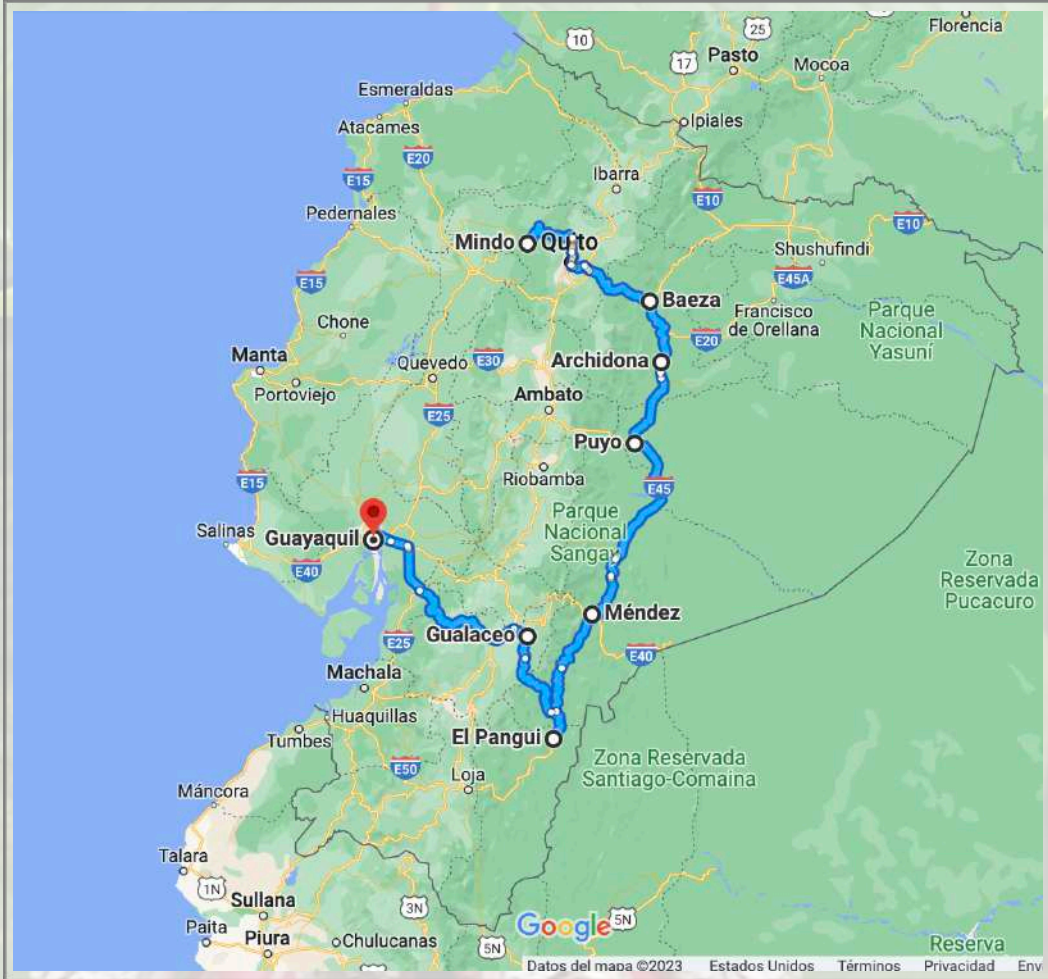 Florencia
25
10
Pasto
17
Mocoa
Esmeraldas
Ipiales
Atacames
E20
Ibarra
E15
E10
Pedernales
E10
Mindo
Quito
Shushufindi
E15
E45A
Baeza
Francisco
de Orellana
Parque
Nacional
Yasuní
Chone
E20
Manta
Quevedo
E30
Archidona
Portoviejo
Ambato
E25
Puyo
Riobamba
E15
E45
Salinas
Parque
Nacional
Sangay
Guayaquil
E40
Zona
Reservada
Pucacuro
Méndez
Gualaceo
E25
E40
Machala
Huaquillas
El Pangui
Tumbes
Zona Reservada
Santiago-Comaina
E50
Loja
Máncora
Talara
1N
Sullana
3N
Paita
Piura
Chulucanas
Google
5N
5N
Reserva
Datos del mapa ©2023 Estados Unidos Términos Privacidad Env